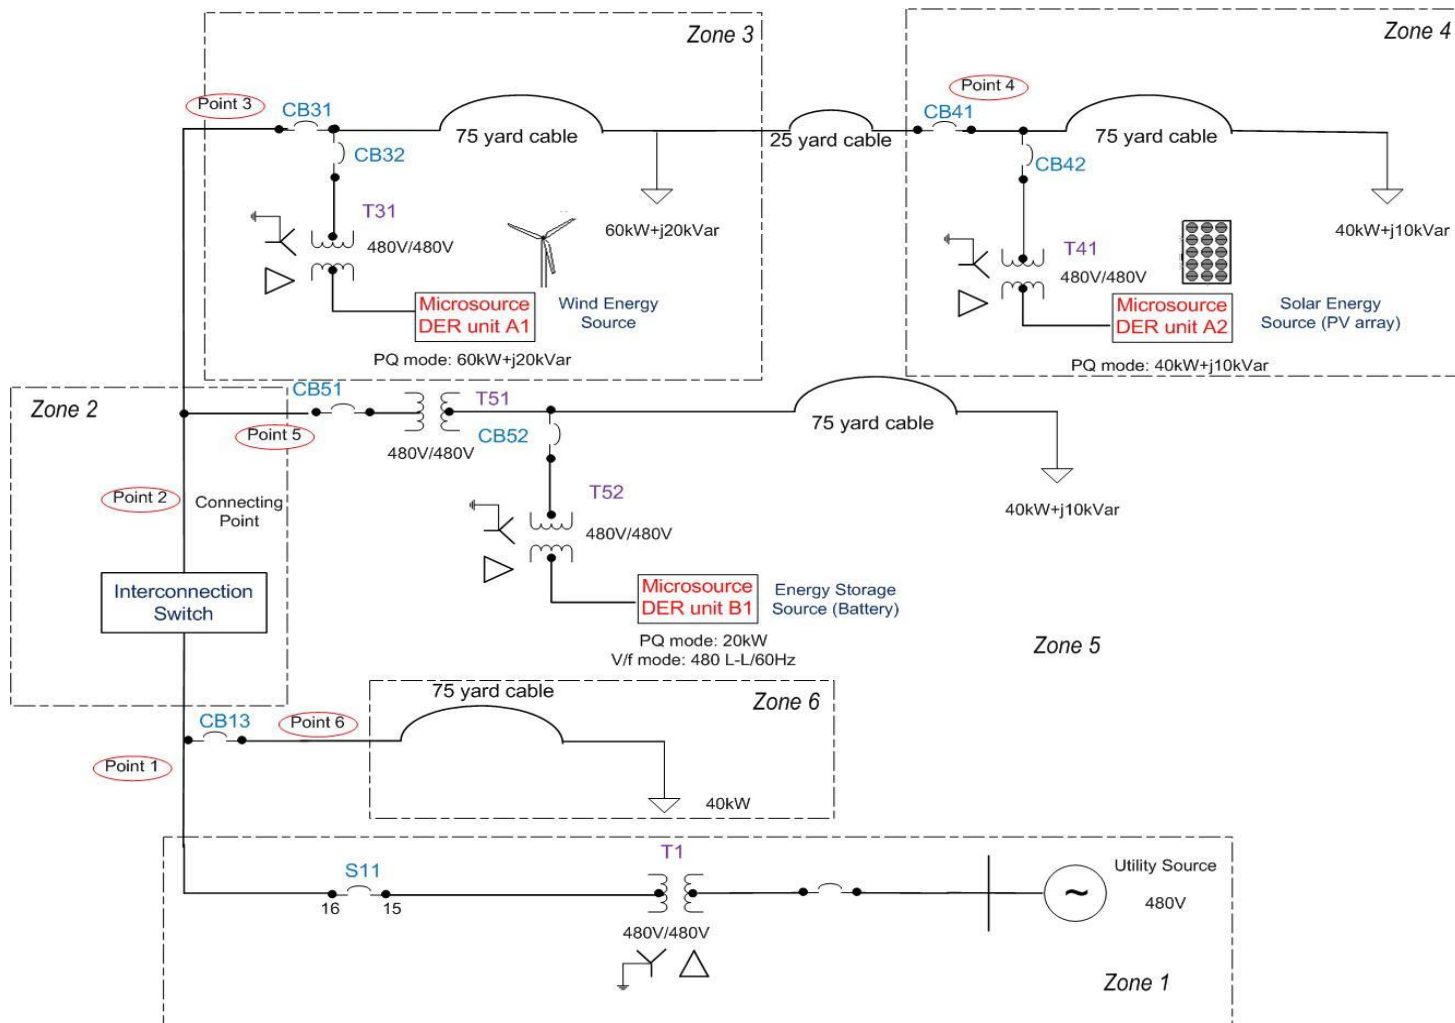 Zone 3
Zone 4
Point 3
CB31
75 yard cable
CB32
25 yard cable
Point 4
CB41
75 yard cable
CB42
T31
480V/480V
60kW+j20kVar
T41
480V/480V
40kW+j10kVar
Microsource
DER unit A1
Wind Energy
Source
PQ mode: 60kW+j20kVar
Microsource
DER unit A2
Solar Energy
Source (PV array)
PQ mode: 40kW+j10kVar
Zone 2
CB51
T51
Point 5
480V/480V
CB52
75 yard cable
Point 2
Connecting
Point
T52
480V/480V
40kW+j10kVar
Interconnection
Switch
Microsource
DER unit B1
Energy Storage
Source (Battery)
PQ mode: 20kW
V/f mode: 480 L-L/60Hz
Zone 5
75 yard cable
Zone 6
CB13
Point 6
Point 1
40kW
S11
16
15
T1
480V/480V
Utility Source
480V
~
Zone 1